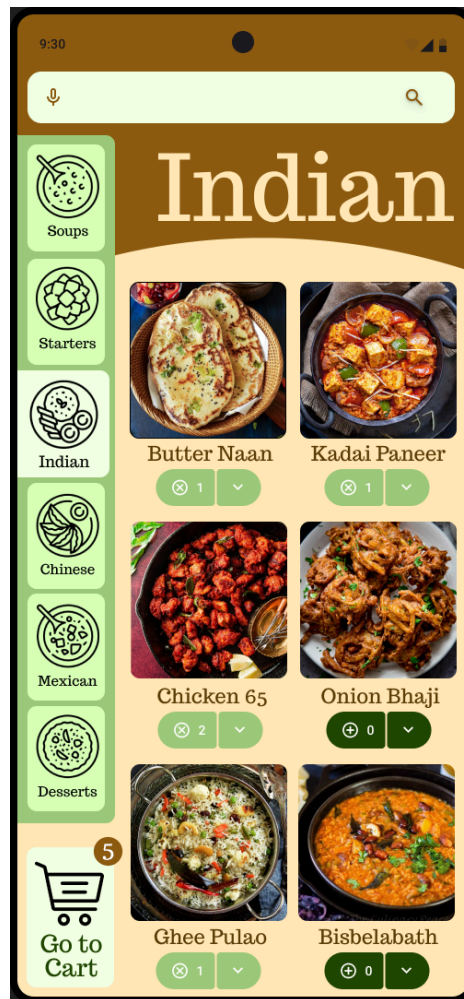 9:30
Indian
Soups
Starters
Indian
Chinese
Mexican
Desserts
5
Go to
Cart
Butter Naan
Kadai Paneer
1
1
Chicken 65
Onion Bhaji
2
0
Ghee Pulao
Bisbelabath
1
0